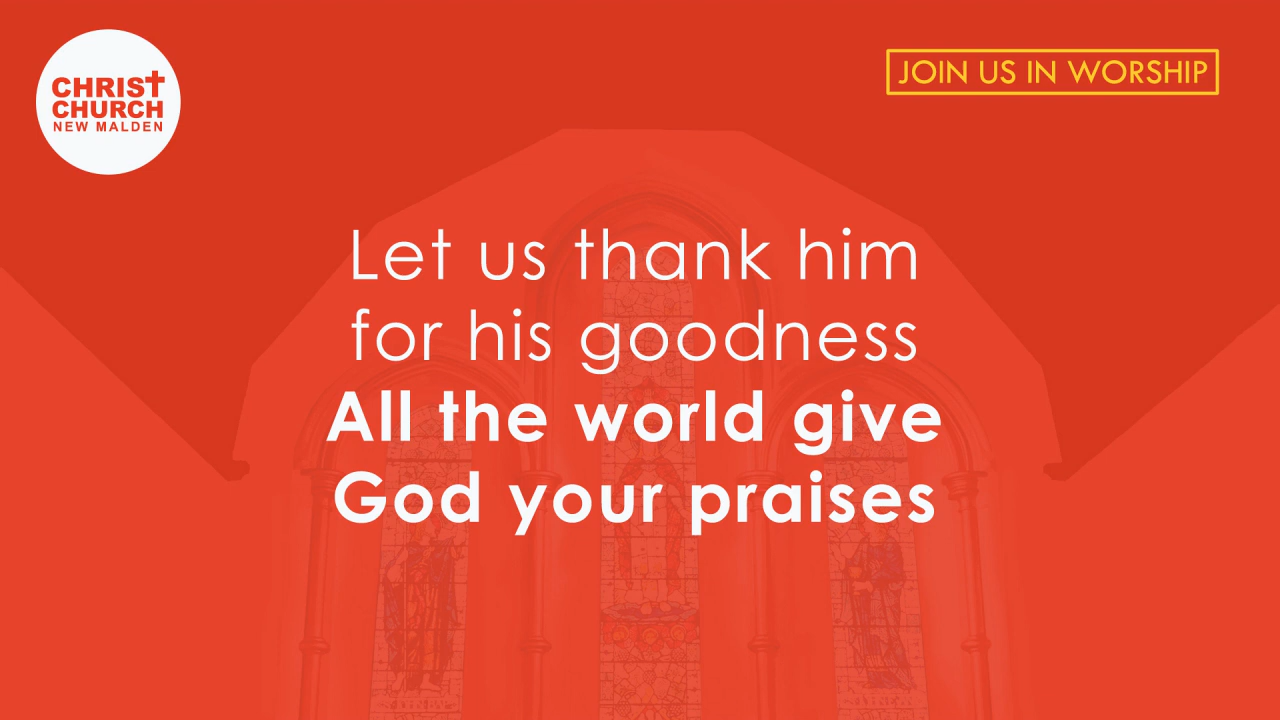 CHRIST
CHURCH
NEW MALDEN
JOIN US IN WORSHIP
Let us thank him
for his goodness
All the world give
God your praises